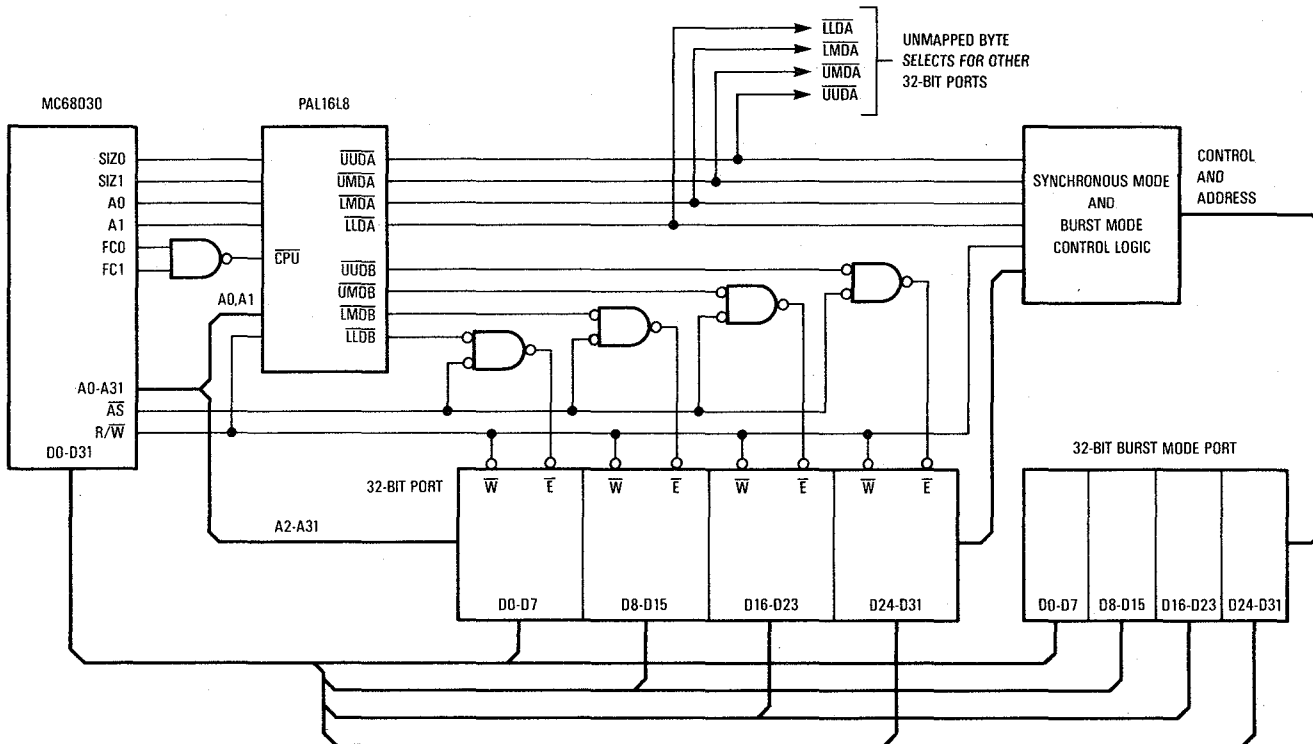 LLDA
LMDA
UMDA
UUDA
UNMAPPED BYTE
SELECTS FOR OTHER
32-BIT PORTS
MC68030
PAL16L8
SIZ0
SIZ1
A0
A1
FC0
FC1
A0-A31
AS
R/W
D0-D31
A0,A1
CPU
UUDA
UMDA
LMDA
LLDA
UUDB
UMDB
LMDB
LLDB
SYNCHRONOUS MODE
AND
BURST MODE
CONTROL LOGIC
CONTROL
AND
ADDRESS
32-BIT PORT
A2-A31
W E W E W E W E
D0-D7 D8-D15 D16-D23 D24-D31
32-BIT BURST MODE PORT
D0-D7 D8-D15 D16-D23 D24-D31